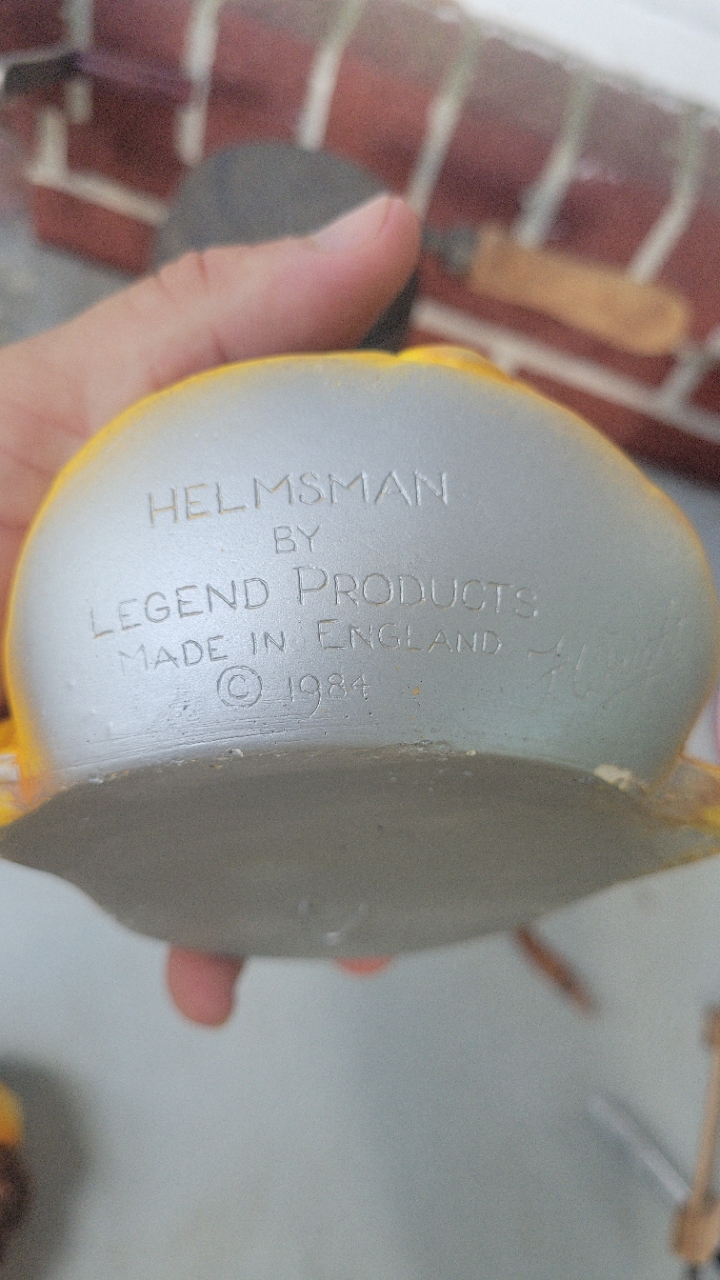 HELMSMAN
BY
LEGEND PRODUCTS
MADE IN ENGLAND
© 1984